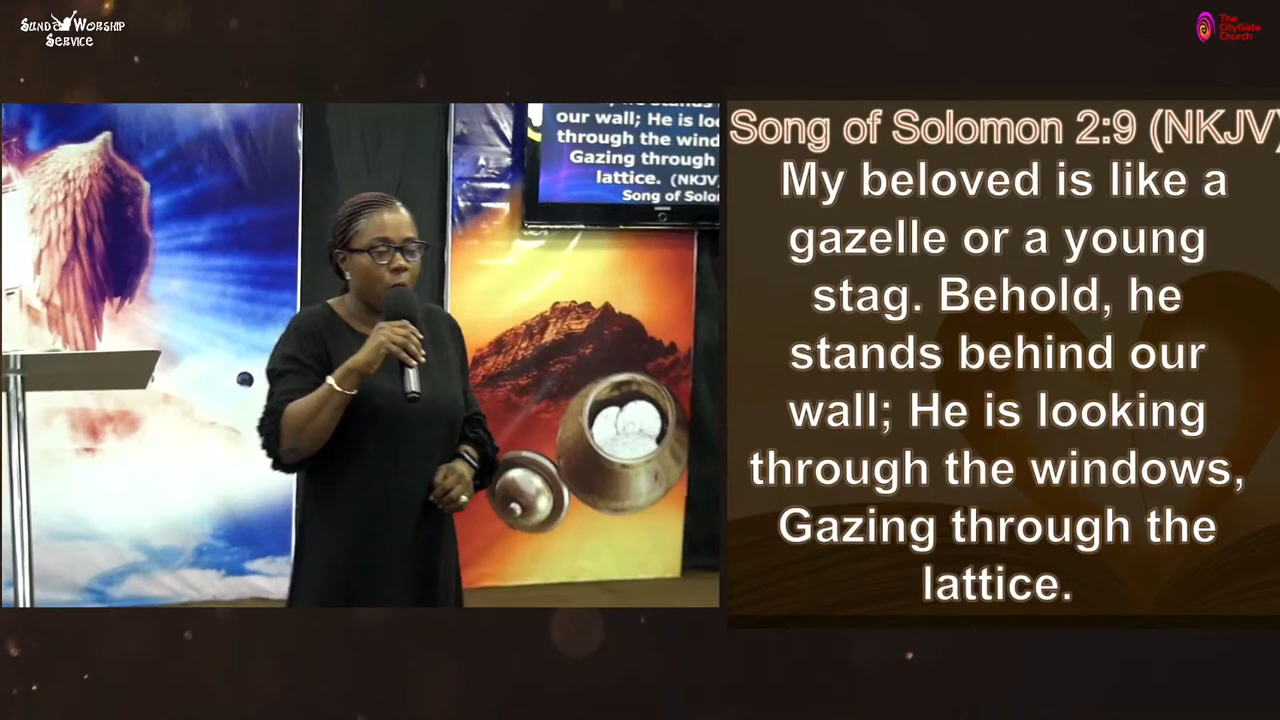 Sunday Worship
Service
The
CityGate
Church
our wall; He is loo
through the wind
Gazing through
lattice. (NKJV
Song of Solo
Song of Solomon 2:9 (NKJV)
My beloved is like a
gazelle or a young
stag. Behold, he
stands behind our
wall; He is looking
through the windows,
Gazing through the
lattice.